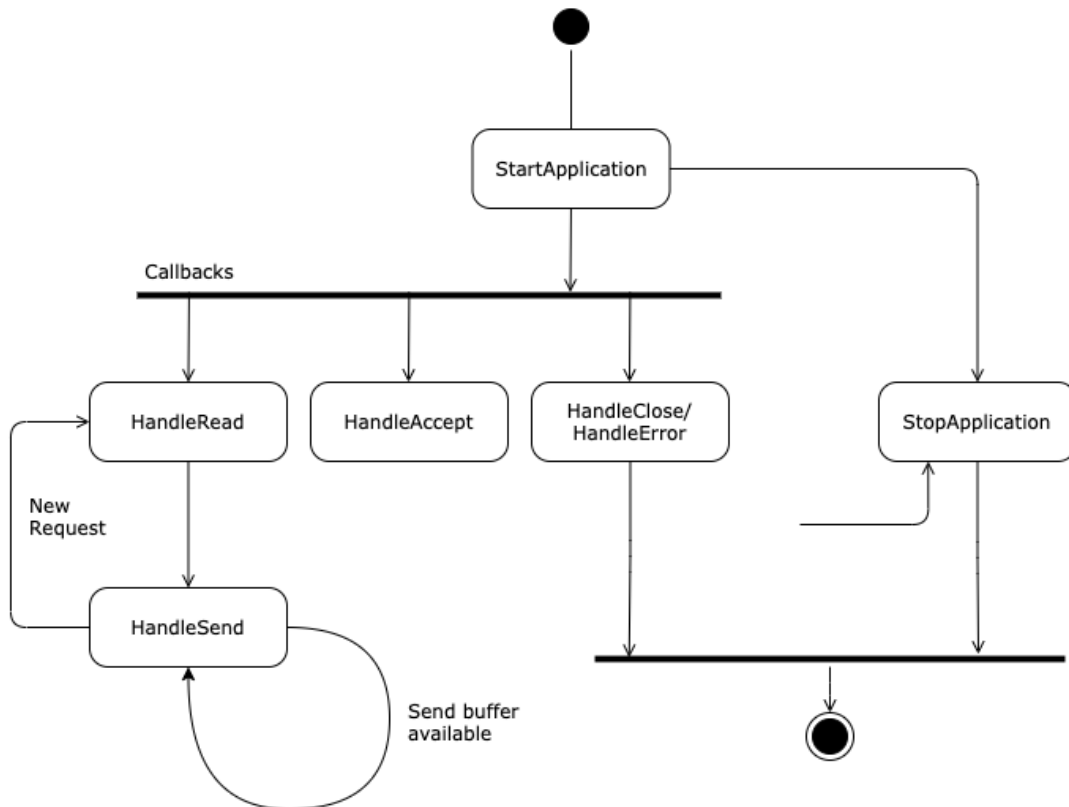 StartApplication
Callbacks
HandleRead
HandleAccept
HandleClose/
HandleError
StopApplication
New
Request
HandleSend
Send buffer
available